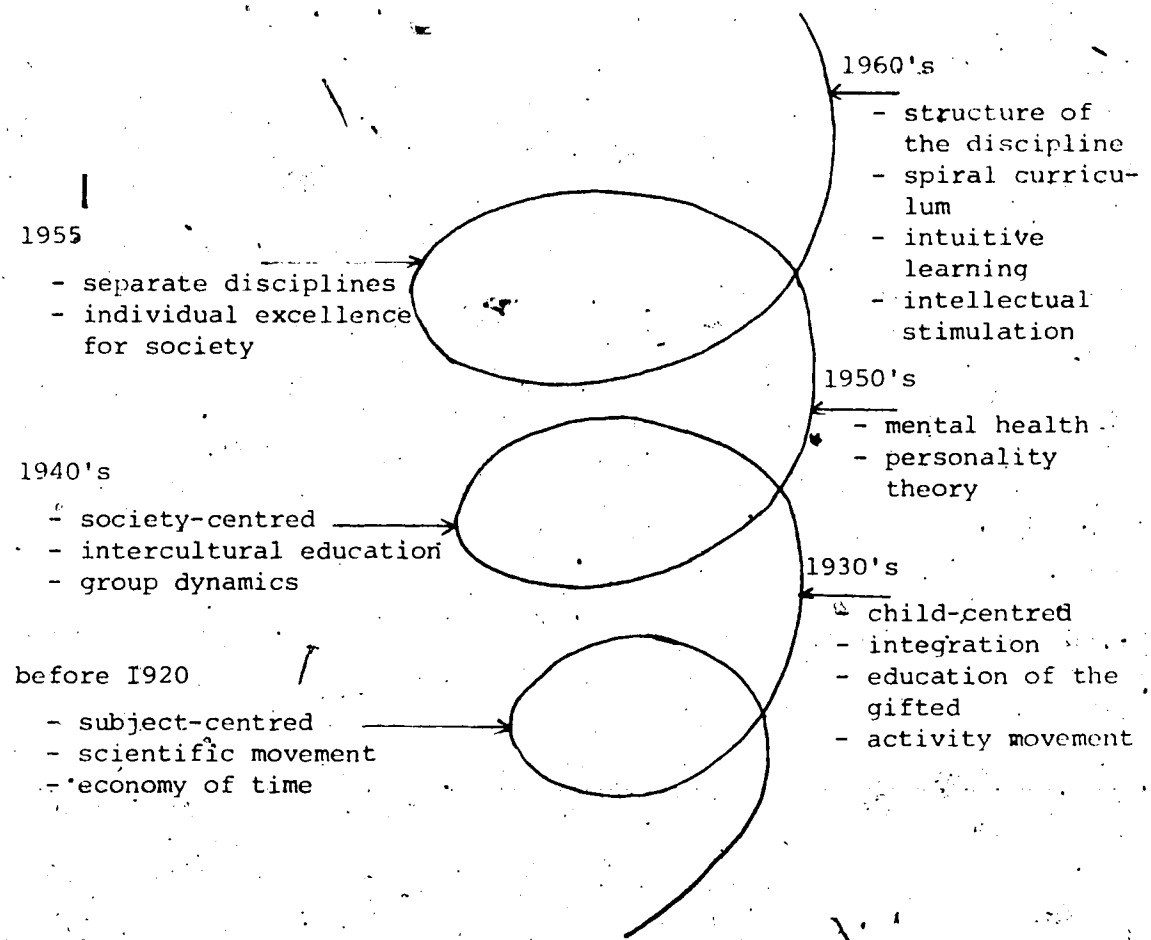 1960's
- structure of
the discipline
- spiral curricu-
lum
- intuitive
learning
- intellectual
stimulation
1955
- separate disciplines
- individual excellence
for society
1950's
- mental health
- personality
theory
1940's
- society-centred
- intercultural education
- group dynamics
1930's
- child-centred
- integration
- education of the
gifted
- activity movement
before 1920
- subject-centred
- scientific movement
- economy of time